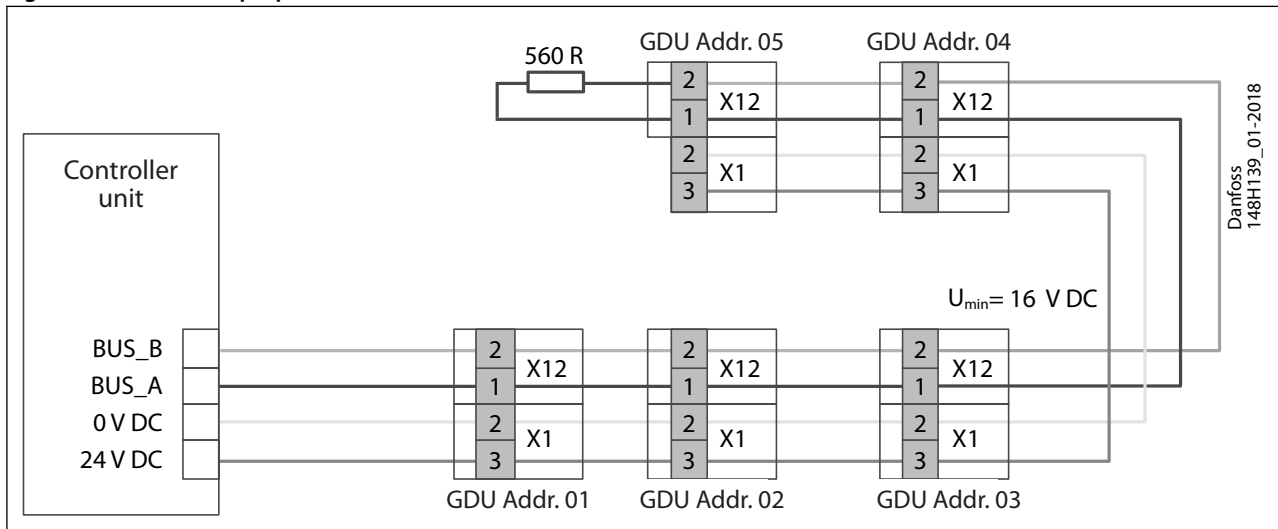 GDU Addr. 05
GDU Addr. 04
560 R
2
X12
1
2
X1
3
2
X12
1
2
X1
3
Danfoss
148H139_01-2018
Controller
unit
Umin= 16 V DC
BUS_B
BUS_A
0 V DC
24 V DC
2
X12
1
2
X1
3
2
X12
1
2
X1
3
2
X12
1
2
X1
3
GDU Addr. 01
GDU Addr. 02
GDU Addr. 03